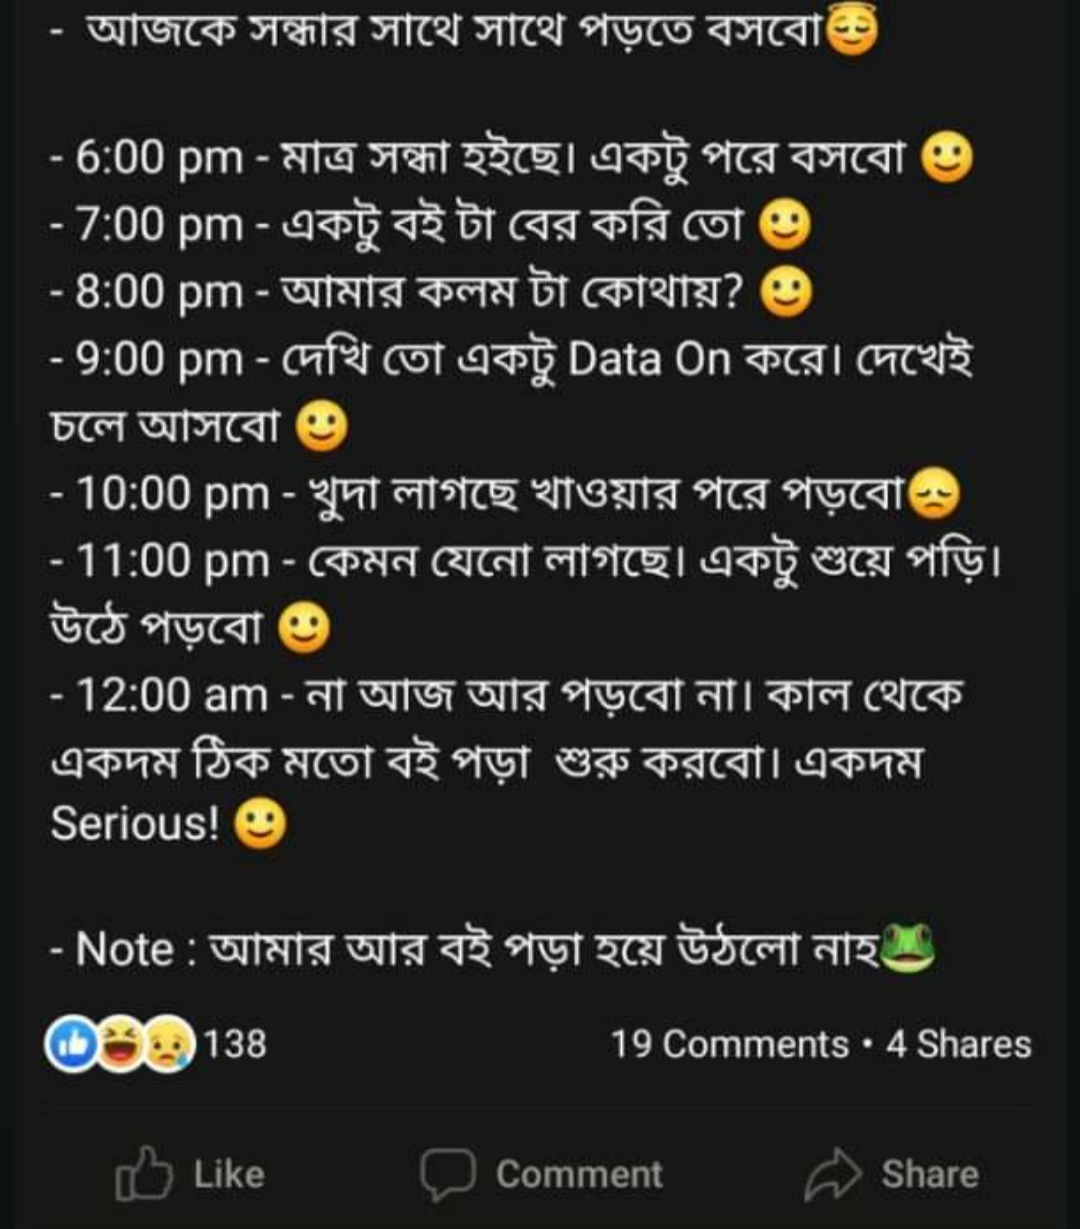 - আজকে সন্ধার সাথে সাথে পড়তে বসবো😇
- 6:00 pm - মাত্র সন্ধা হইছে। একটু পরে বসবো 🙂
- 7:00 pm - একটু বই টা বের করি তো 🙂
- 8:00 pm - আমার কলম টা কোথায়? 🙂
- 9:00 pm - দেখি তো একটু Data On করে। দেখেই
চলে আসবো 🙂
- 10:00 pm - খুদা লাগছে খাওয়ার পরে পড়বো😞
- 11:00 pm - কেমন যেনো লাগছে। একটু শুয়ে পড়ি।
উঠে পড়বো 🙂
- 12:00 am - না আজ আর পড়বো না। কাল থেকে
একদম ঠিক মতো বই পড়া  শুরু করবো। একদম
Serious! 🙂
- Note : আমার আর বই পড়া হয়ে উঠলো নাহ🐸
138 19 Comments • 4 Shares
Like Comment Share